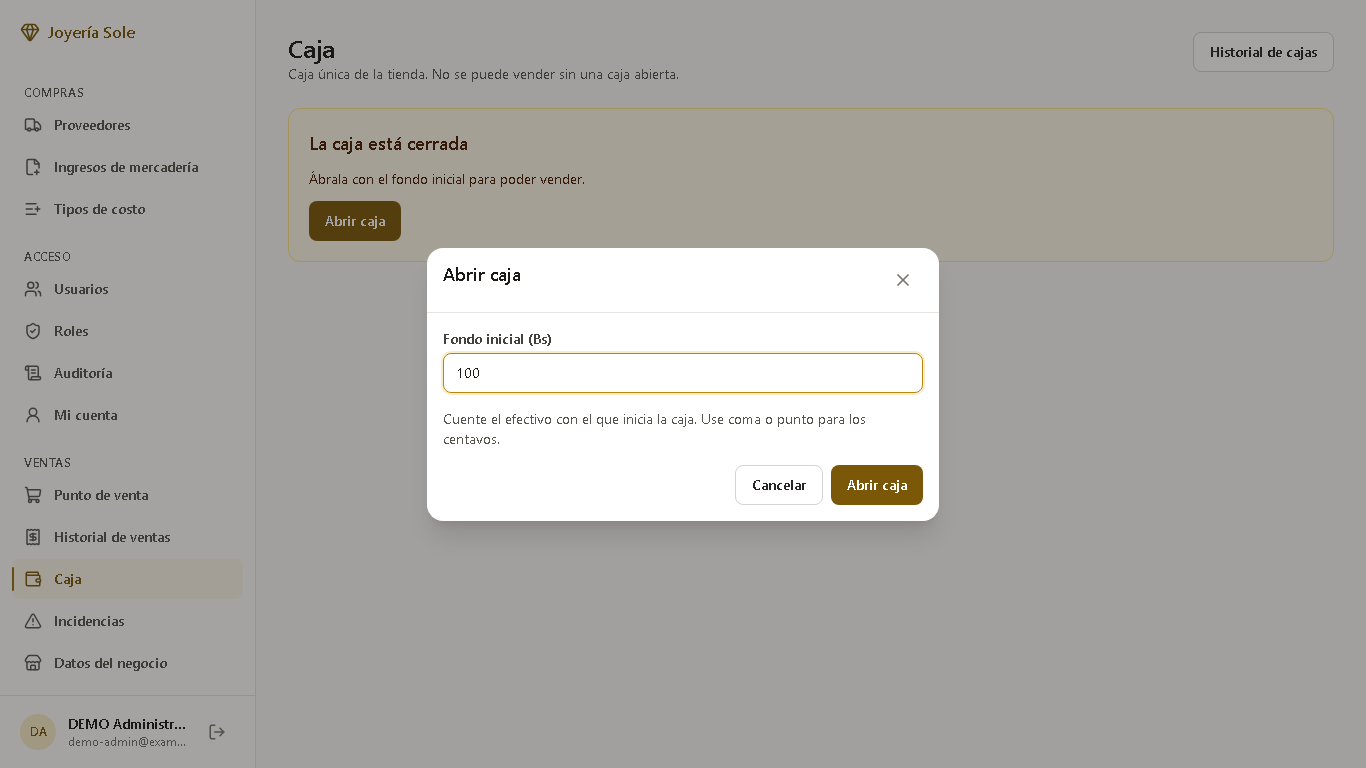 Joyería Sole
COMPRAS
Proveedores
Ingresos de mercadería
Tipos de costo
ACCESO
Usuarios
Roles
Auditoría
Mi cuenta
VENTAS
Punto de venta
Historial de ventas
Caja
Incidencias
Datos del negocio
DA
DEMO Administr...
demo-admin@exam...
Caja
Caja única de la tienda. No se puede vender sin una caja abierta.
Historial de cajas
La caja está cerrada
Ábrala con el fondo inicial para poder vender.
Abrir caja
Abrir caja
Fondo inicial (Bs)
100
Cuente el efectivo con el que inicia la caja. Use coma o punto para los
centavos.
Cancelar
Abrir caja